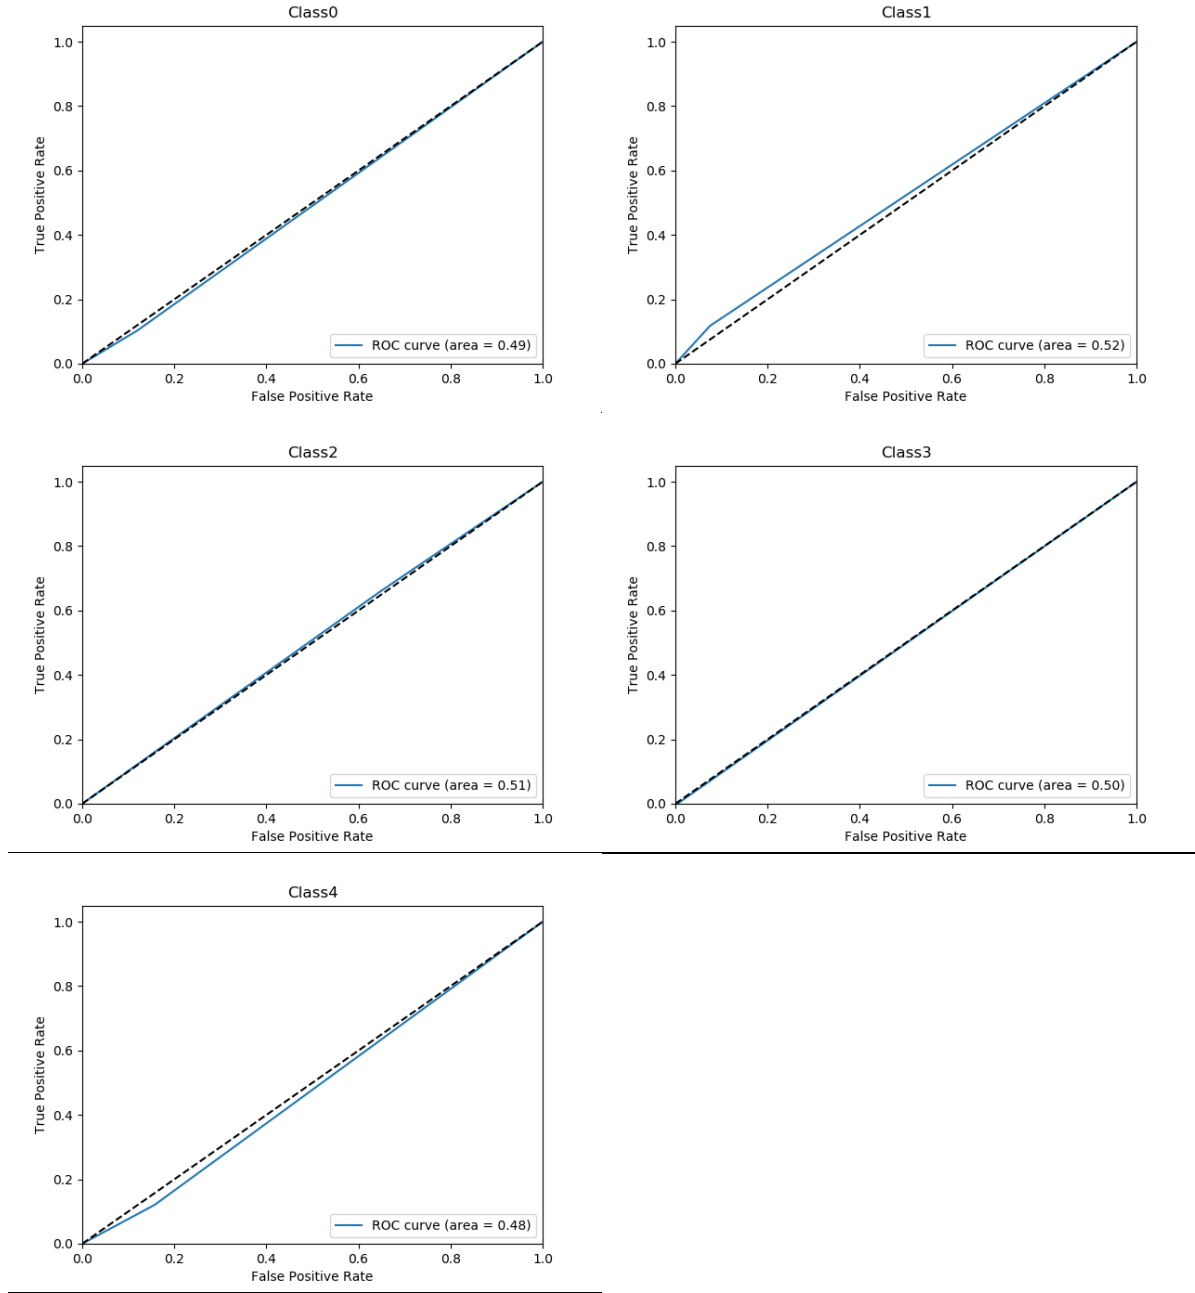 Class0
1.0
0.8
0.6
0.4
0.2
0.0
True Positive Rate
ROC curve (area = 0.49)
0.0 0.2 0.4 0.6 0.8 1.0
False Positive Rate
Class1
1.0
0.8
0.6
0.4
0.2
0.0
True Positive Rate
ROC curve (area = 0.52)
0.0 0.2 0.4 0.6 0.8 1.0
False Positive Rate
Class2
1.0
0.8
0.6
0.4
0.2
0.0
True Positive Rate
ROC curve (area = 0.51)
0.0 0.2 0.4 0.6 0.8 1.0
False Positive Rate
Class3
1.0
0.8
0.6
0.4
0.2
0.0
True Positive Rate
ROC curve (area = 0.50)
0.0 0.2 0.4 0.6 0.8 1.0
False Positive Rate
Class4
1.0
0.8
0.6
0.4
0.2
0.0
True Positive Rate
ROC curve (area = 0.48)
0.0 0.2 0.4 0.6 0.8 1.0
False Positive Rate